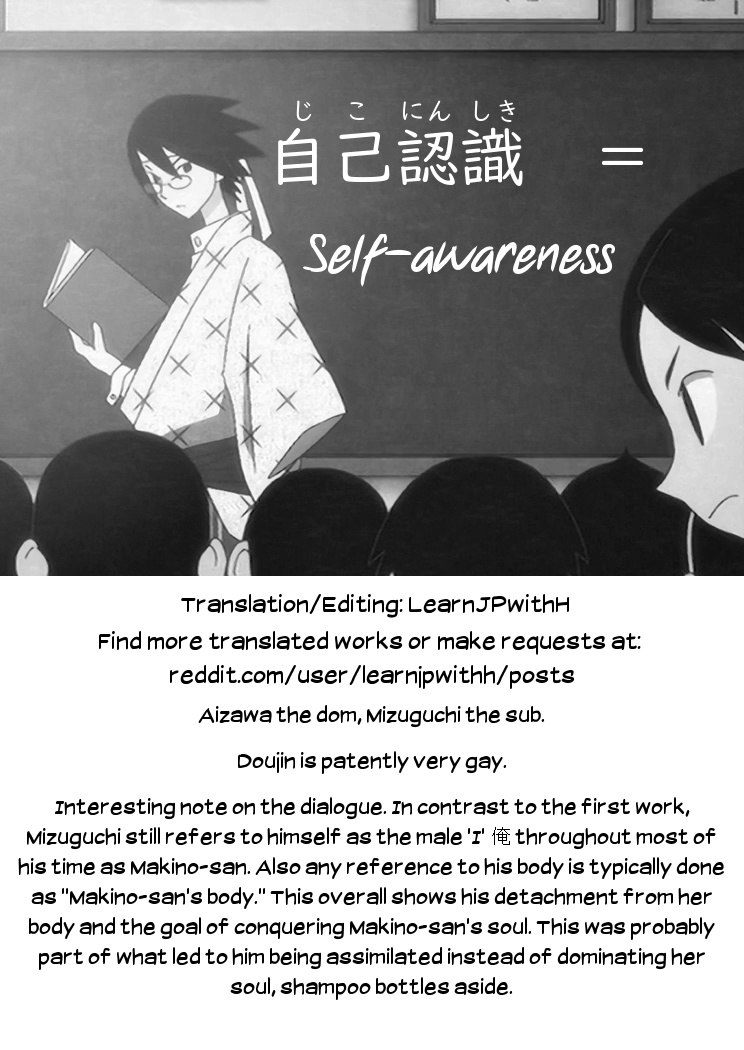 じこにんしき
自己認識 =
Self-awareness
Translation/Editing: LearnJPwithH
Find more translated works or make requests at:
reddit.com/user/learnjpwithh/posts
Aizawa the dom, Mizuguchi the sub.
Doujin is patently very gay.
Interesting note on the dialogue. In contrast to the first work,
Mizuguchi still refers to himself as the male 'I' 俺 throughout most of
his time as Makino-san. Also any reference to his body is typically done
as "Makino-san's body." This overall shows his detachment from her
body and the goal of conquering Makino-san's soul. This was probably
part of what led to him being assimilated instead of dominating her
soul, shampoo bottles aside.